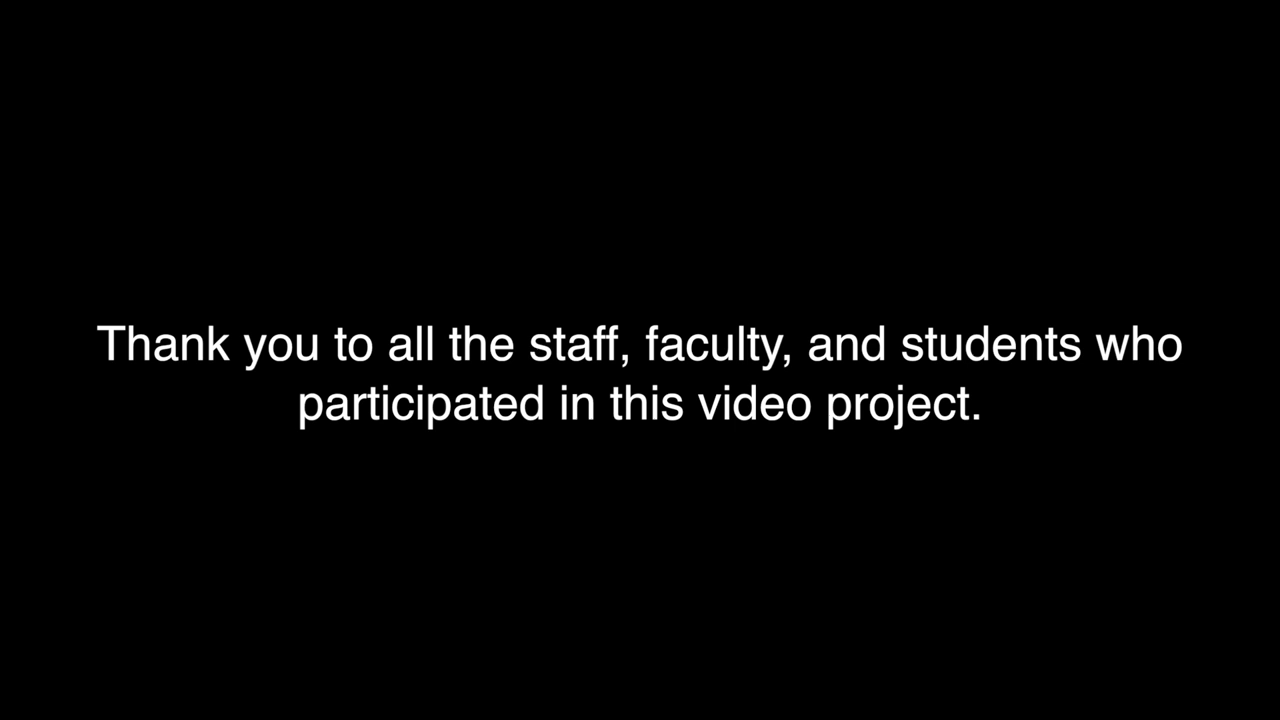 Thank you to all the staff, faculty, and students who
participated in this video project.